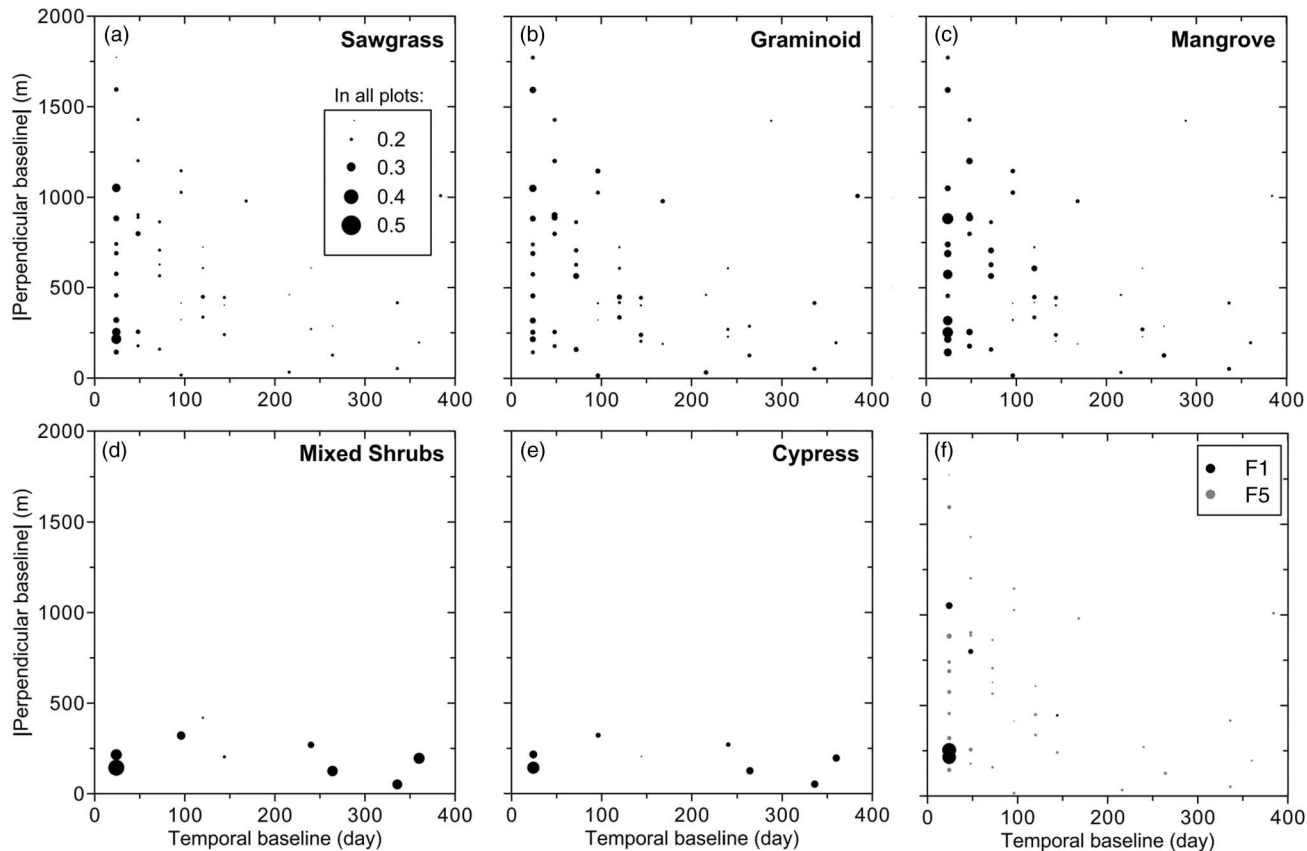 (a) Sawgrass
(b) Graminoid
(c) Mangrove
In all plots:
0.2
0.3
0.4
0.5
|Perpendicular baseline| (m)
2000
1500
1000
500
0
0 100 200 300 400
0 100 200 300 400
0 100 200 300 400
(d) Mixed Shrubs
(e) Cypress
(f)
F1
F5
|Perpendicular baseline| (m)
2000
1500
1000
500
0
0 100 200 300 400
0 100 200 300 400
0 100 200 300 400
Temporal baseline (day)
Temporal baseline (day)
Temporal baseline (day)